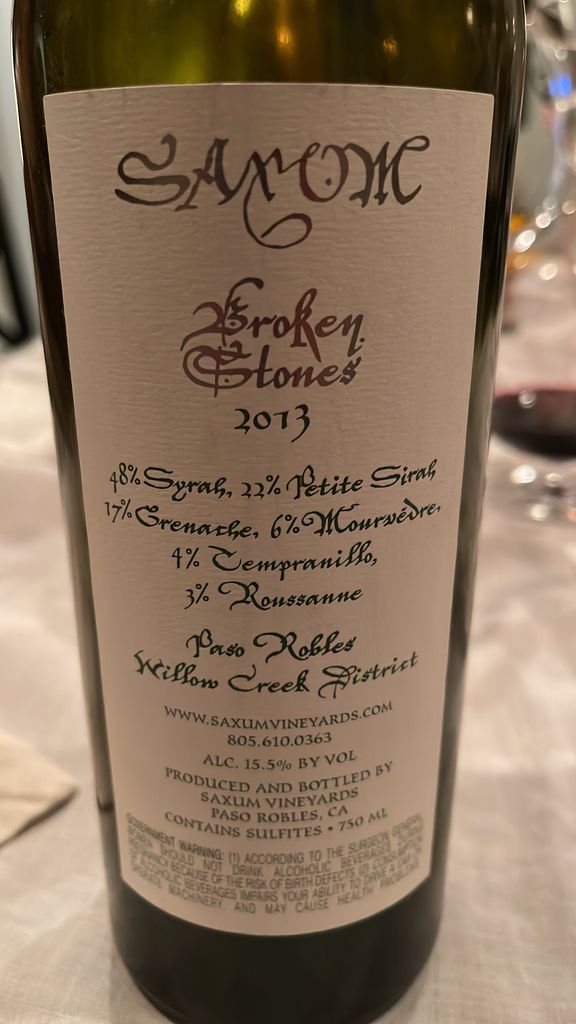 SAXUM
Broken
Stones
2013
48% Syrah, 22% Petite Sirah
17% Grenache, 6% Mourvèdre,
4% Tempranillo,
3% Roussanne
Paso Robles
Willow Creek District
WWW.SAXUMVINEYARDS.COM
805.610.0363
ALC. 15.5% BY VOL
PRODUCED AND BOTTLED BY
SAXUM VINEYARDS
PASO ROBLES, CA
CONTAINS SULFITES • 750 ML
GOVERNMENT WARNING: (1) ACCORDING TO THE SURGEON GENERAL,
WOMEN SHOULD NOT DRINK ALCOHOLIC BEVERAGES DURING
PREGNANCY BECAUSE OF THE RISK OF BIRTH DEFECTS. (2) CONSUMPTION
OF ALCOHOLIC BEVERAGES IMPAIRS YOUR ABILITY TO DRIVE A CAR OR
OPERATE MACHINERY, AND MAY CAUSE HEALTH PROBLEMS.